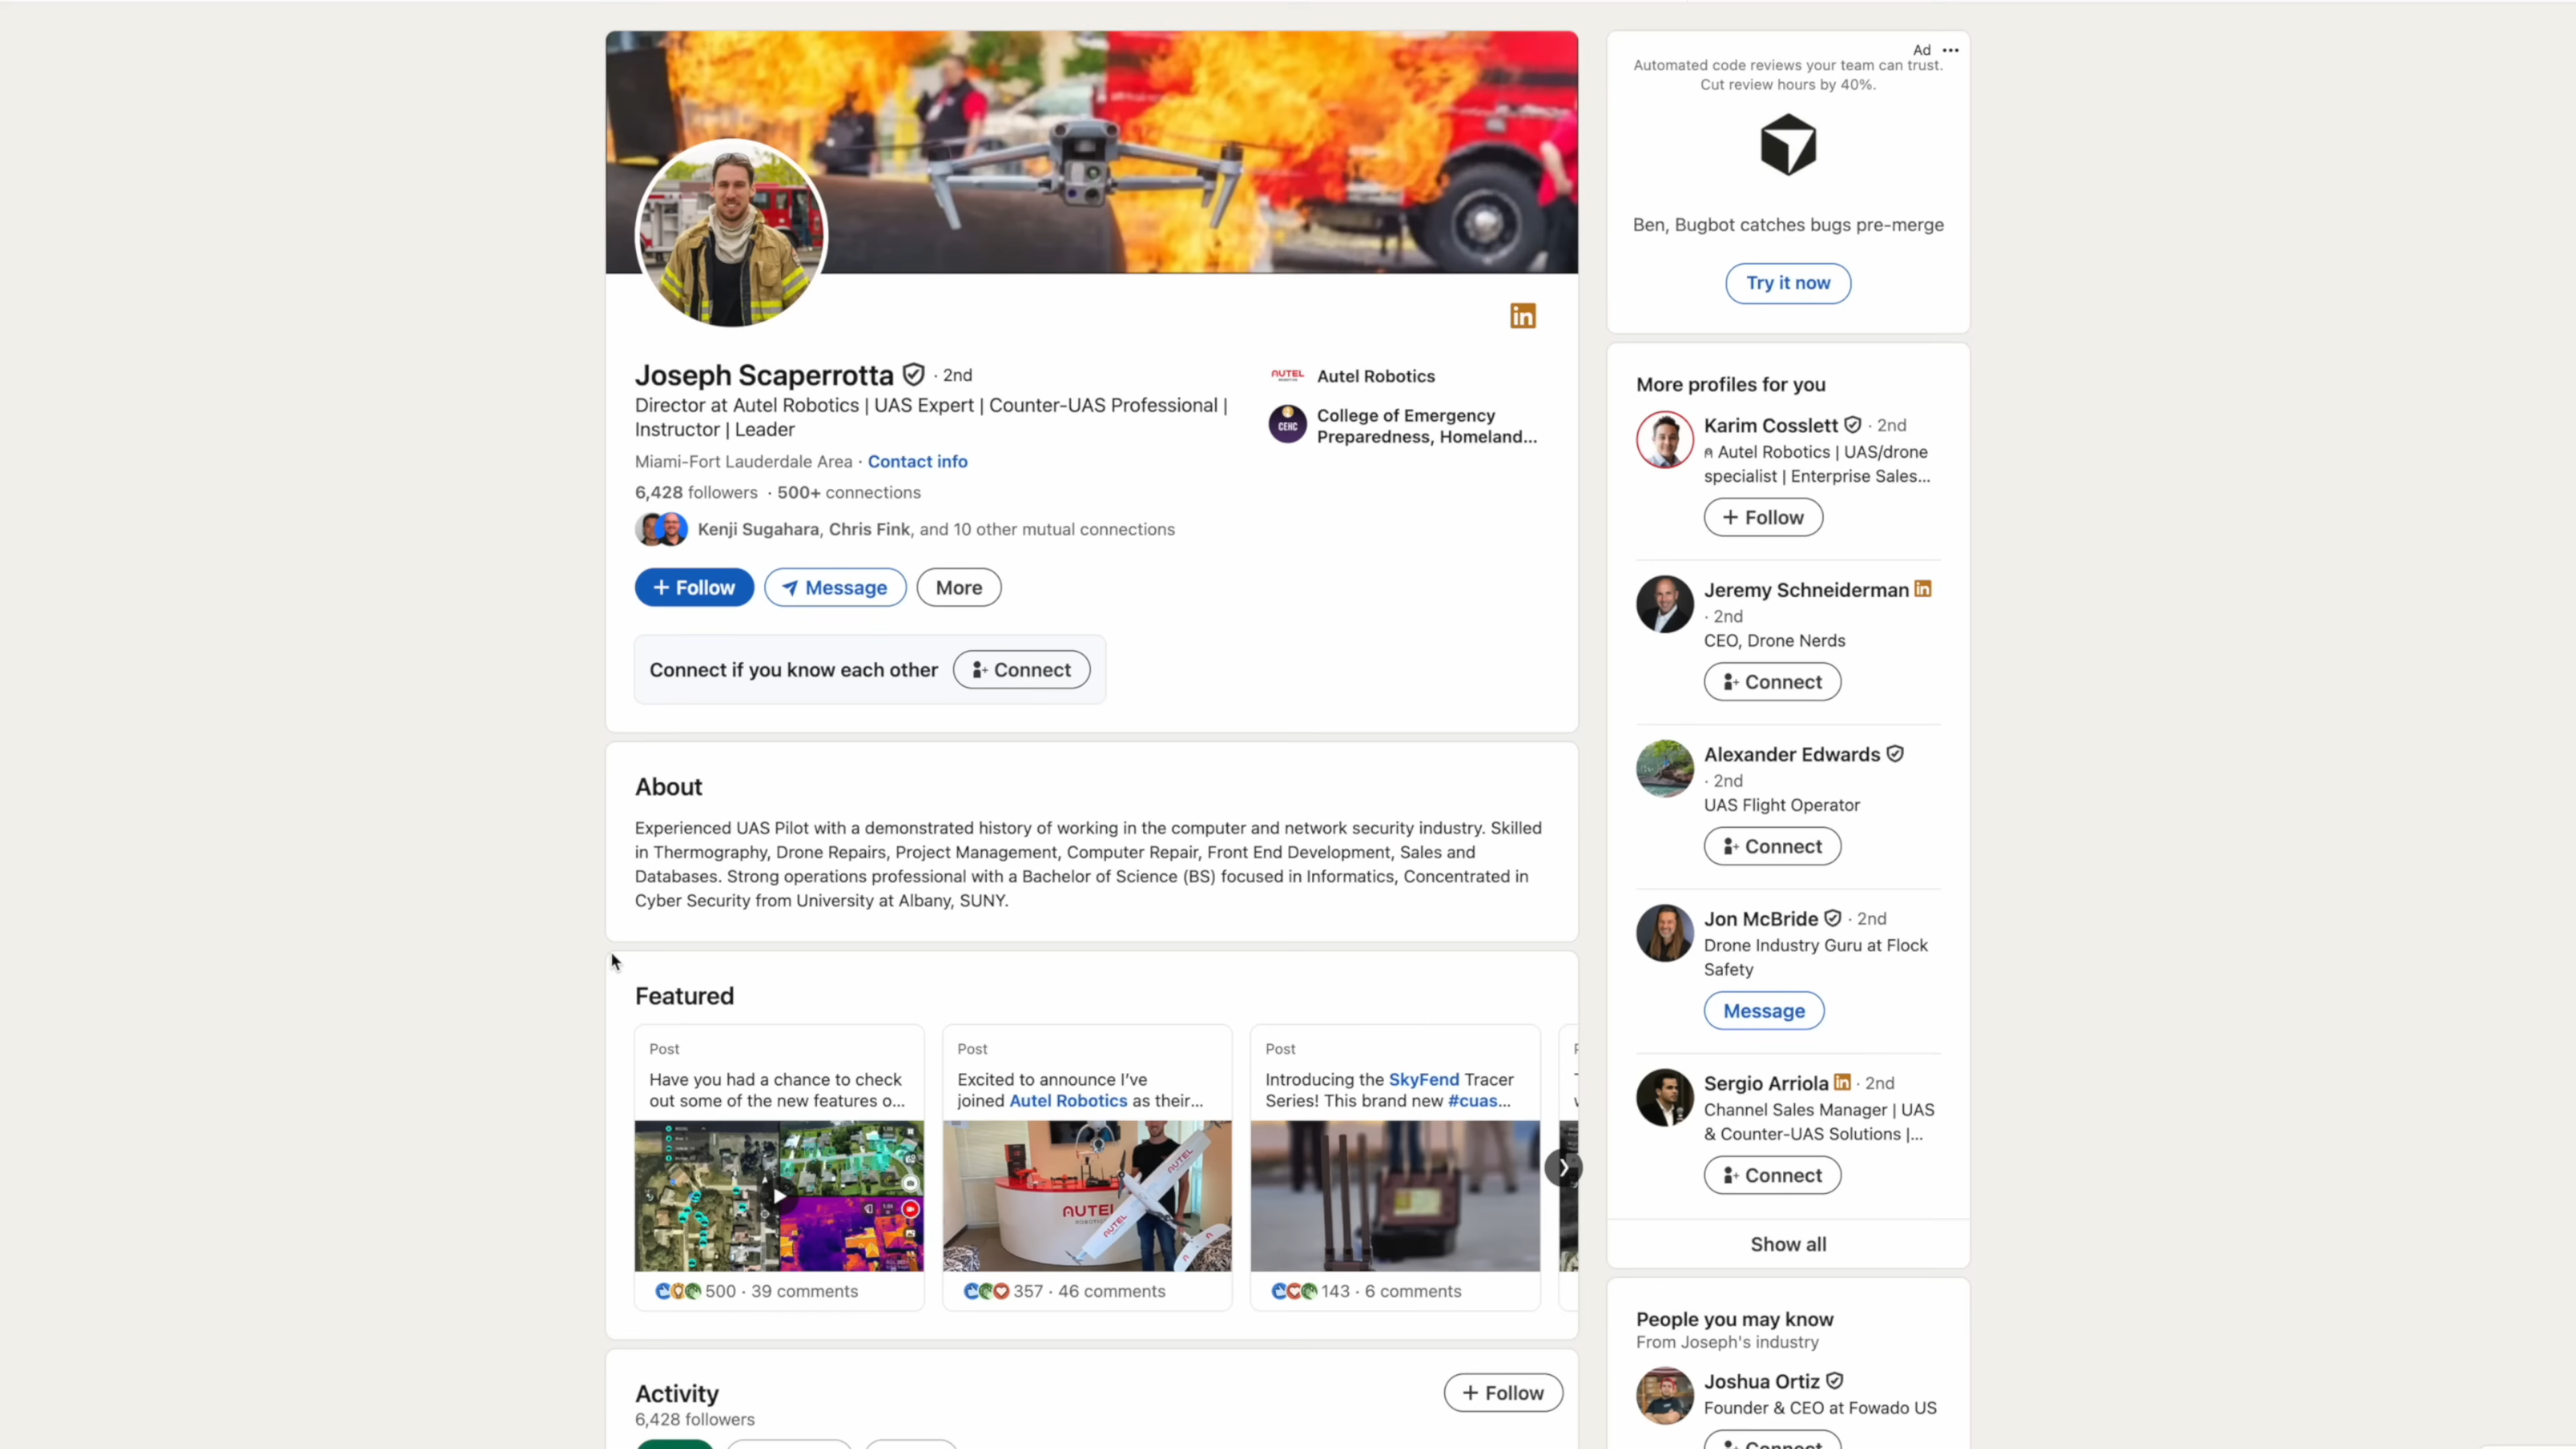 Joseph Scaperrotta · 2nd
Director at Autel Robotics | UAS Expert | Counter-UAS Professional |
Instructor | Leader
Miami-Fort Lauderdale Area · Contact info
6,428 followers · 500+ connections
Kenji Sugahara, Chris Fink, and 10 other mutual connections
+ Follow
Message
More
Connect if you know each other
Connect
in
AUTEL
Autel Robotics
CEHC
College of Emergency
Preparedness, Homeland...
About
Experienced UAS Pilot with a demonstrated history of working in the computer and network security industry. Skilled
in Thermography, Drone Repairs, Project Management, Computer Repair, Front End Development, Sales and
Databases. Strong operations professional with a Bachelor of Science (BS) focused in Informatics, Concentrated in
Cyber Security from University at Albany, SUNY.
Featured
Post
Have you had a chance to check
out some of the new features o...
500 · 39 comments
Post
Excited to announce I've
joined Autel Robotics as their...
AUTEL
AUTEL
AUTEL
357 · 46 comments
Post
Introducing the SkyFend Tracer
Series! This brand new #cuas...
143 · 6 comments
Activity
6,428 followers
+ Follow
Ad
Automated code reviews your team can trust.
Cut review hours by 40%.
Ben, Bugbot catches bugs pre-merge
Try it now
More profiles for you
Karim Cosslett · 2nd
Autel Robotics | UAS/drone
specialist | Enterprise Sales...
+ Follow
Jeremy Schneiderman in
· 2nd
CEO, Drone Nerds
Connect
Alexander Edwards
· 2nd
UAS Flight Operator
Connect
Jon McBride · 2nd
Drone Industry Guru at Flock
Safety
Message
Sergio Arriola in · 2nd
Channel Sales Manager | UAS
& Counter-UAS Solutions |...
Connect
Show all
People you may know
From Joseph's industry
Joshua Ortiz
Founder & CEO at Fowado US
Connect